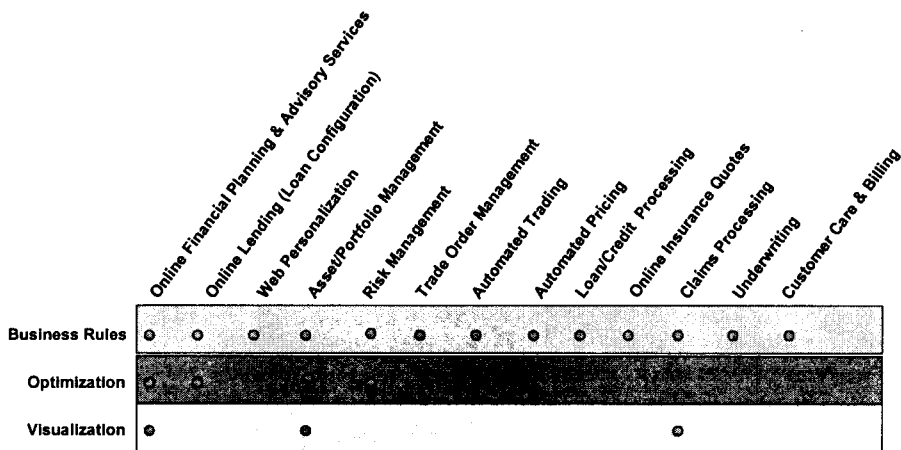 Online Financial Planning & Advisory Services
Online Lending (Loan Configuration)
Web Personalization
Asset/Portfolio Management
Risk Management
Trade Order Management
Automated Trading
Automated Pricing
Loan/Credit Processing
Online Insurance Quotes
Claims Processing
Underwriting
Customer Care & Billing
Business Rules
Optimization
Visualization